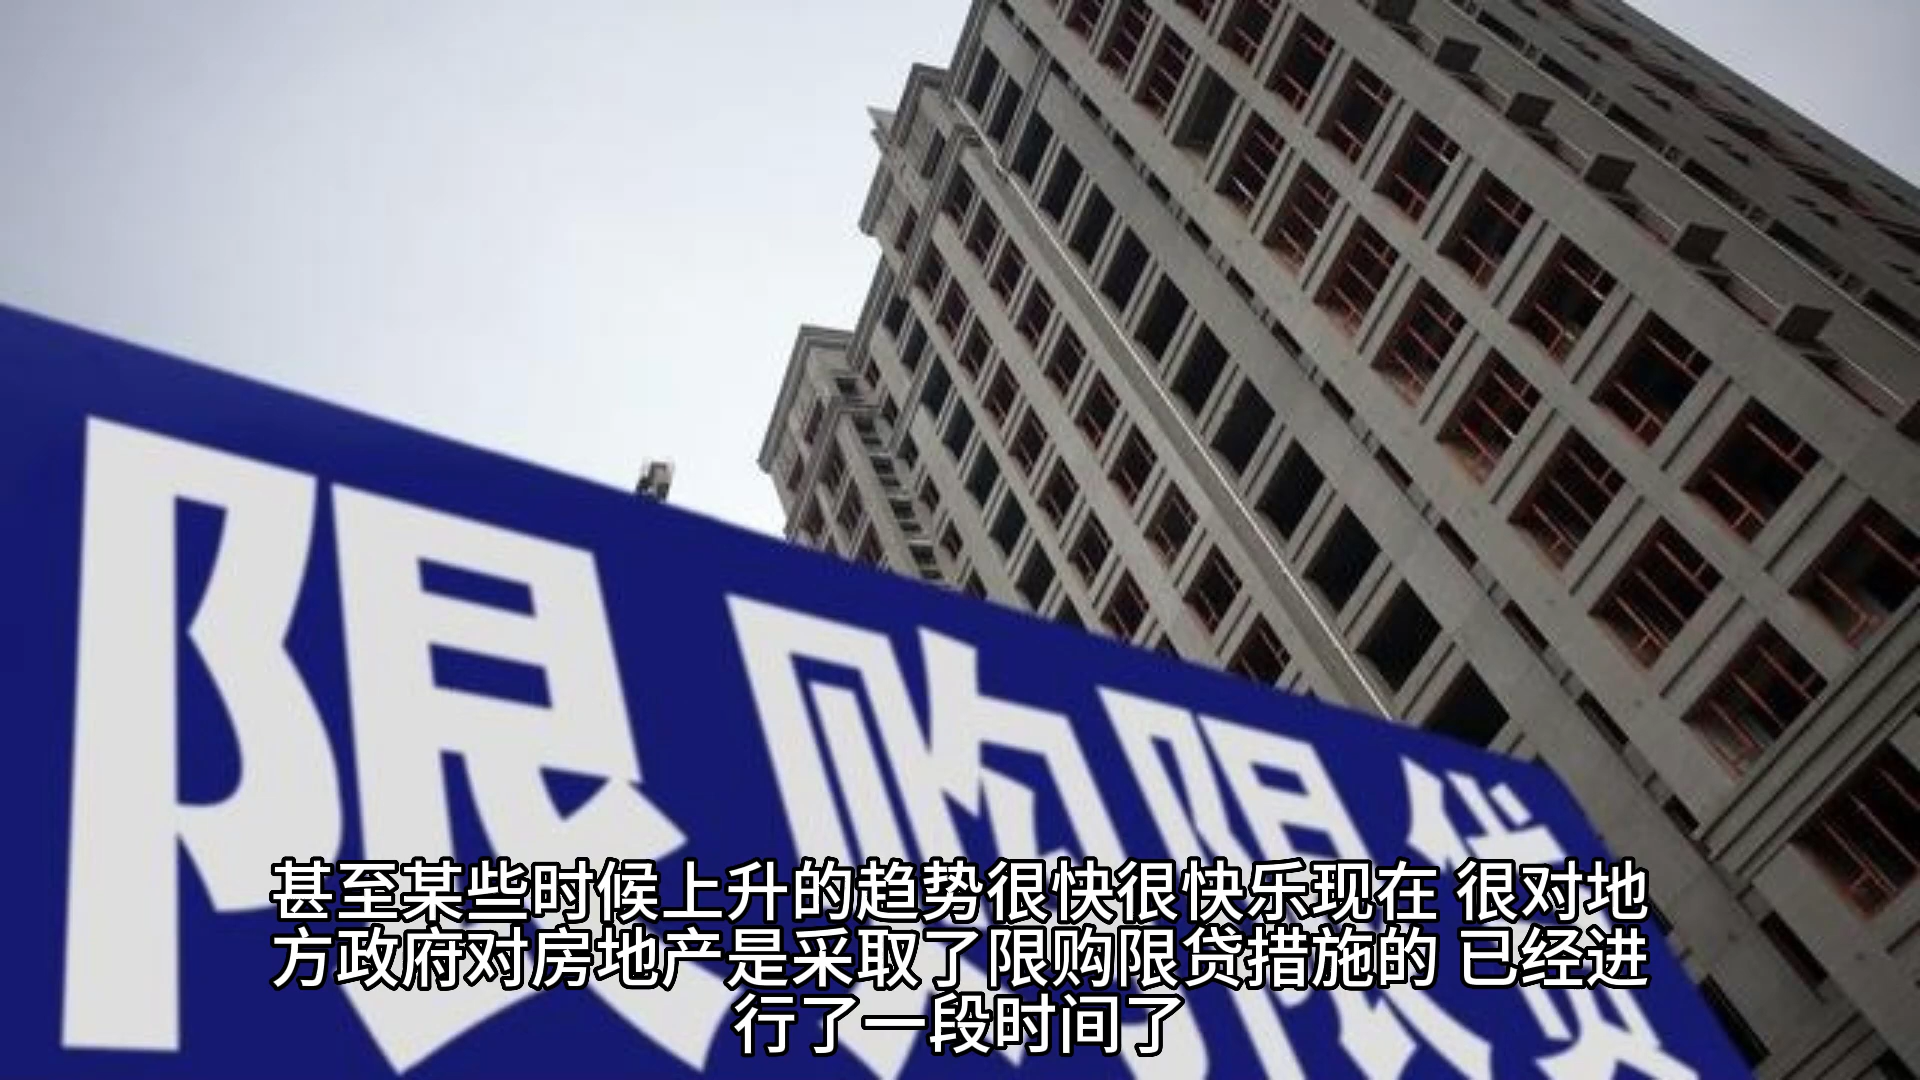 限购限贷
甚至某些时候上升的趋势很快很快乐现在 很对地
方政府对房地产是采取了限购限贷措施的 已经进
行了一段时间了